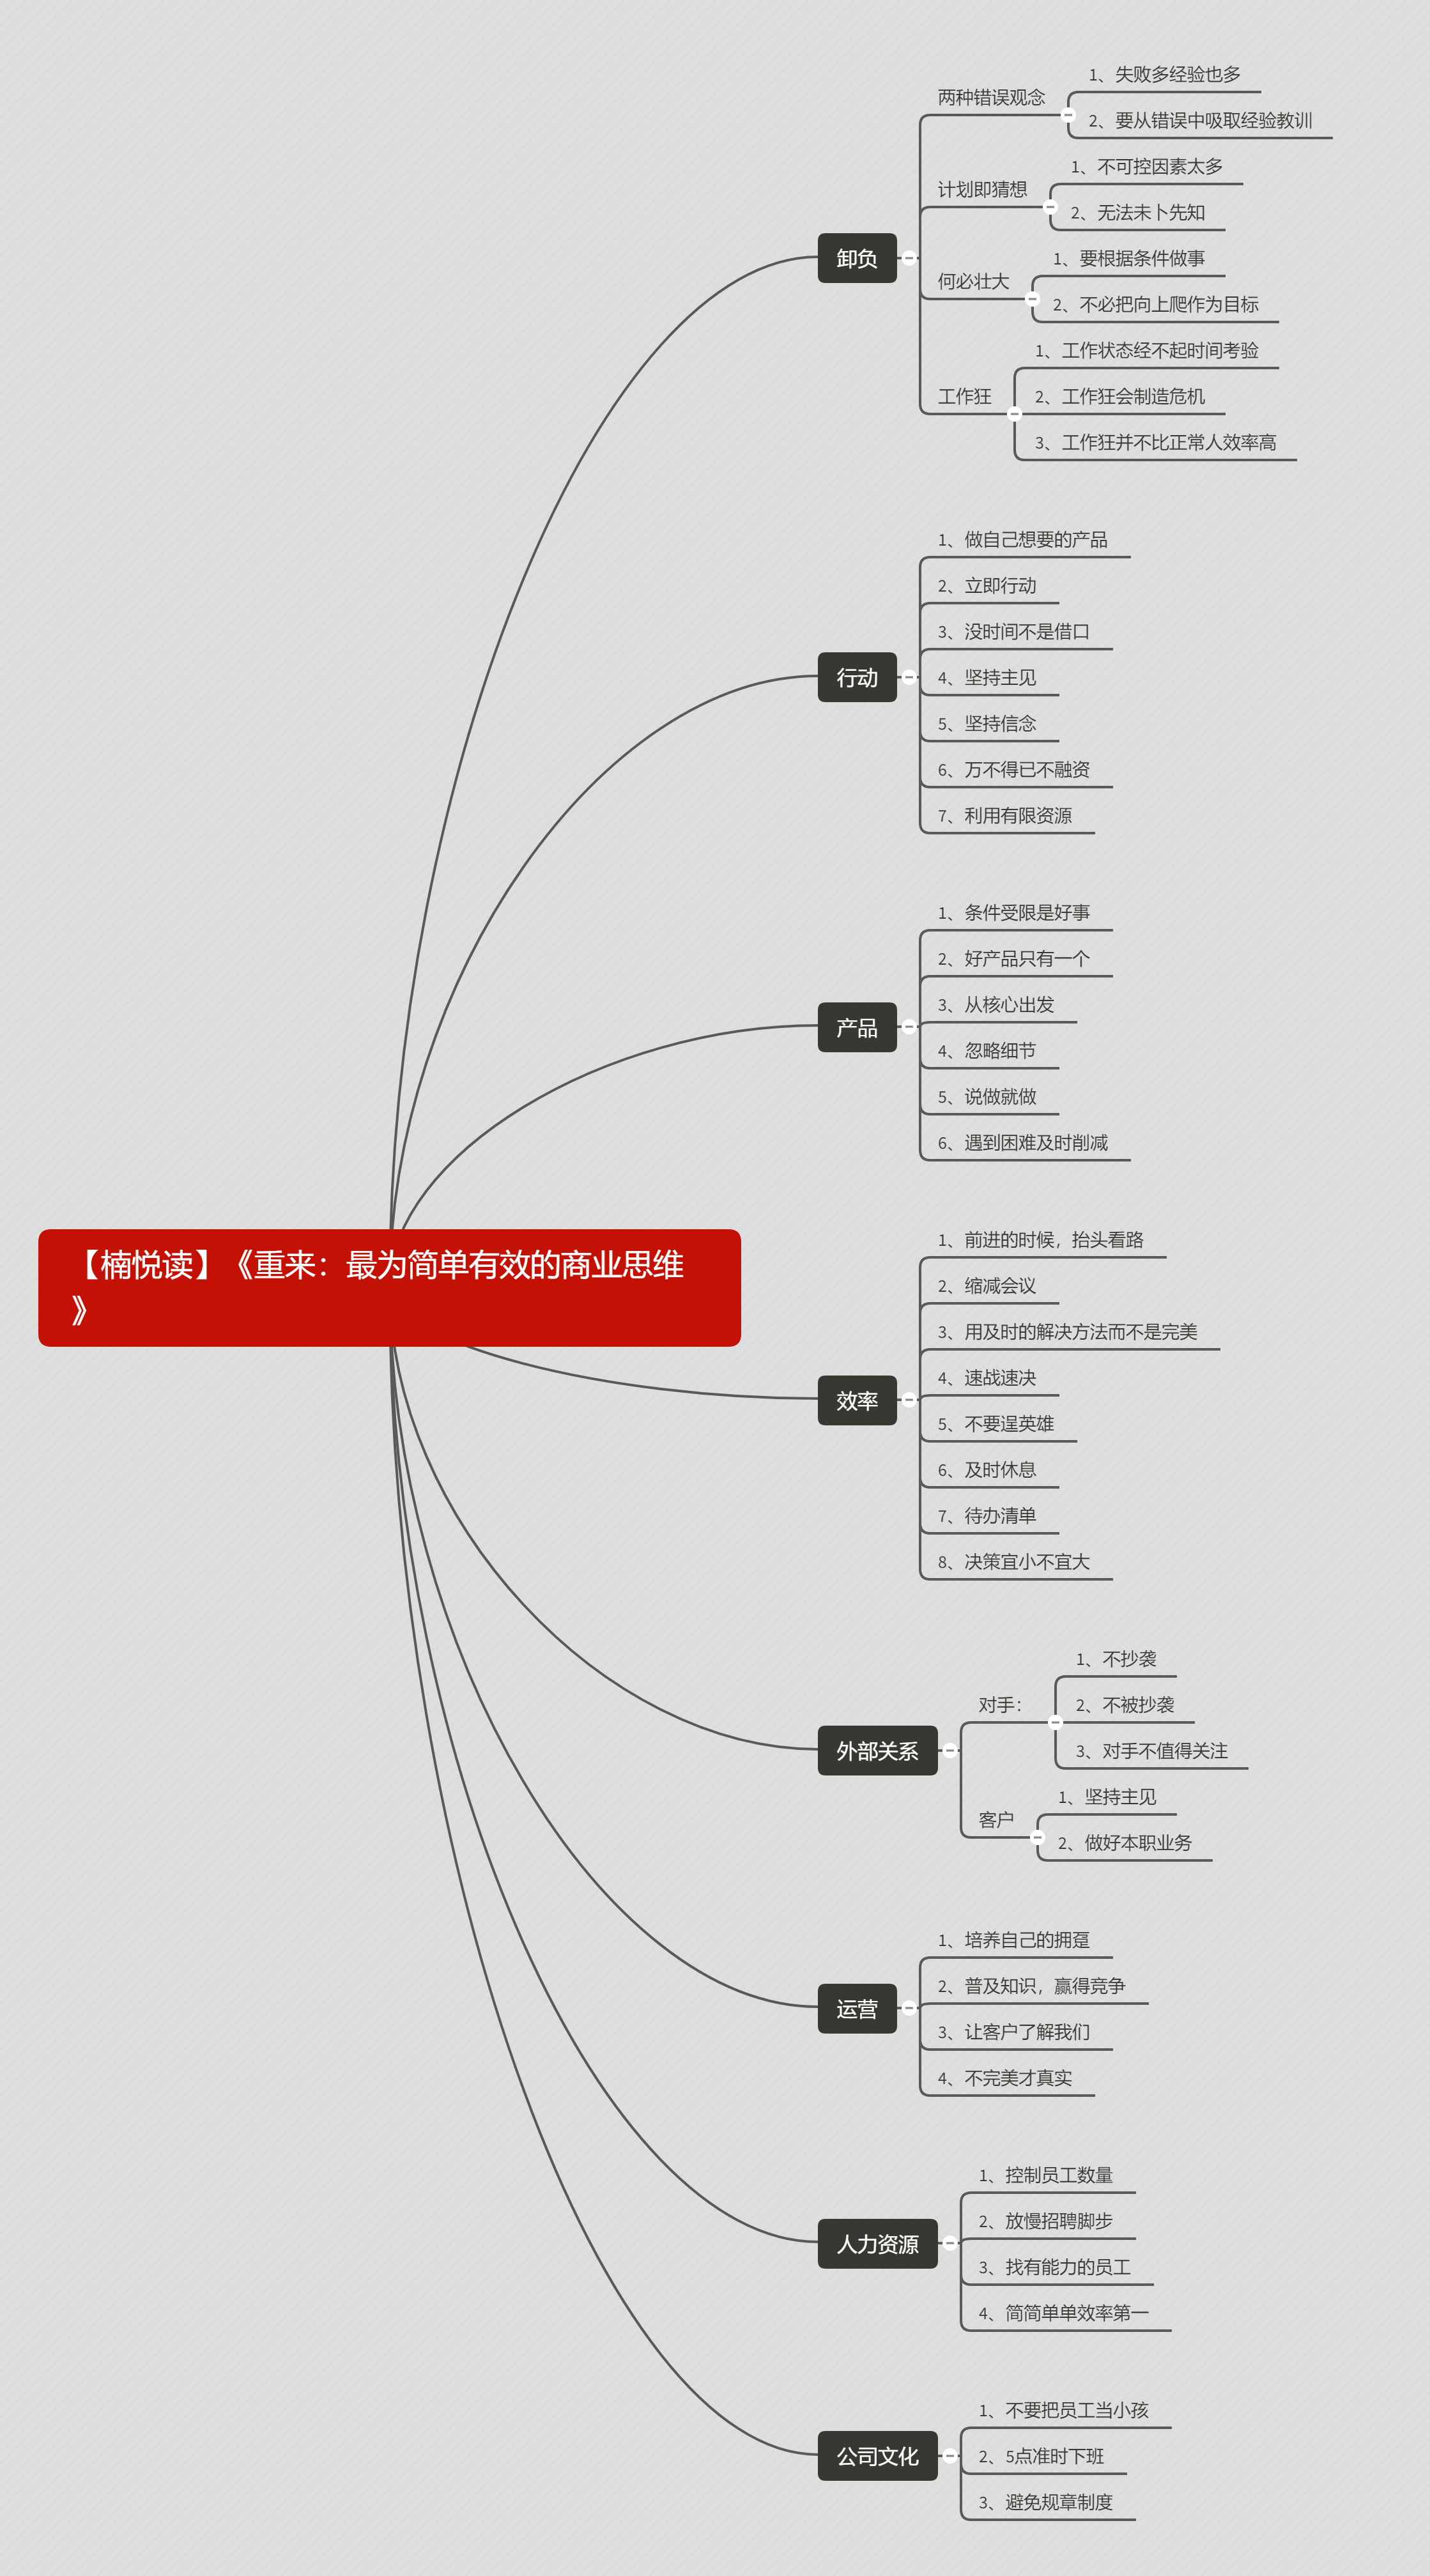 【楠悦读】《重来：最为简单有效的商业思维
》
卸负
两种错误观念
1、失败多经验也多
2、要从错误中吸取经验教训
计划即猜想
1、不可控因素太多
2、无法未卜先知
何必壮大
1、要根据条件做事
2、不必把向上爬作为目标
工作狂
1、工作状态经不起时间考验
2、工作狂会制造危机
3、工作狂并不比正常人效率高
行动
1、做自己想要的产品
2、立即行动
3、没时间不是借口
4、坚持主见
5、坚持信念
6、万不得已不融资
7、利用有限资源
产品
1、条件受限是好事
2、好产品只有一个
3、从核心出发
4、忽略细节
5、说做就做
6、遇到困难及时削减
效率
1、前进的时候，抬头看路
2、缩减会议
3、用及时的解决方法而不是完美
4、速战速决
5、不要逞英雄
6、及时休息
7、待办清单
8、决策宜小不宜大
外部关系
对手：
1、不抄袭
2、不被抄袭
3、对手不值得关注
客户
1、坚持主见
2、做好本职业务
运营
1、培养自己的拥趸
2、普及知识，赢得竞争
3、让客户了解我们
4、不完美才真实
人力资源
1、控制员工数量
2、放慢招聘脚步
3、找有能力的员工
4、简简单单效率第一
公司文化
1、不要把员工当小孩
2、5点准时下班
3、避免规章制度